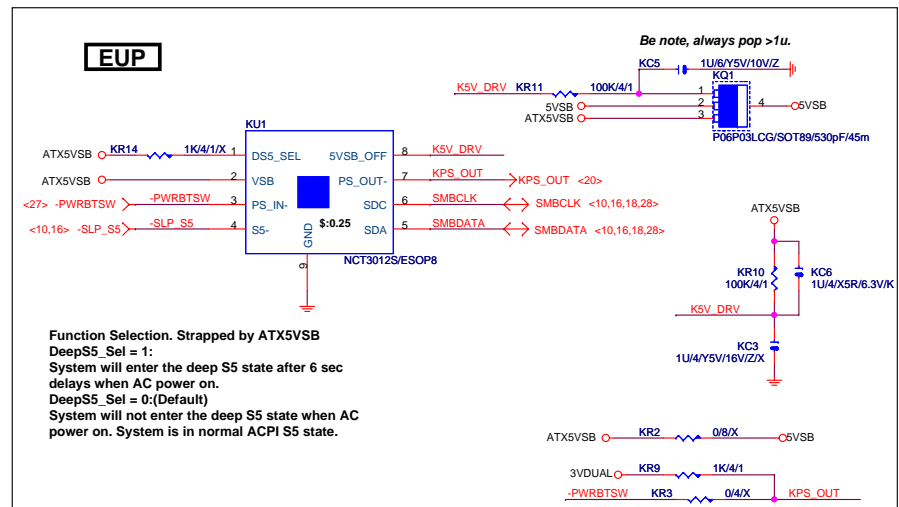 EUP
Be note, always pop >1u.
KC5 1U/6/Y5V/10V/Z
KQ1
K5V_DRV KR11 100K/4/1 1
5VSB 2 4 5VSB
ATX5VSB 3
P06P03LCG/SOT89/530pF/45m
KU1
ATX5VSB KR14 1K/4/1/X 1 DS5_SEL 5VSB_OFF 8 K5V_DRV
ATX5VSB 2 VSB PS_OUT- 7 KPS_OUT KPS_OUT <20>
<27> -PWRBTSW -PWRBTSW 3 PS_IN- SDC 6 SMBCLK SMBCLK <10,16,18,28>
<10,16> -SLP_S5 -SLP_S5 4 S5- SDA 5 SMBDATA SMBDATA <10,16,18,28>
$:0.25
GND
9
NCT3012S/ESOP8
ATX5VSB
KR10
100K/4/1
KC6
1U/4/X5R/6.3V/K
K5V_DRV
KC3
1U/4/Y5V/16V/Z/X
Function Selection. Strapped by ATX5VSB
DeepS5_Sel = 1:
System will enter the deep S5 state after 6 sec
delays when AC power on.
DeepS5_Sel = 0:(Default)
System will not enter the deep S5 state when AC
power on. System is in normal ACPI S5 state.
ATX5VSB KR2 0/8/X 5VSB
3VDUAL KR9 1K/4/1
-PWRBTSW KR3 0/4/X KPS_OUT